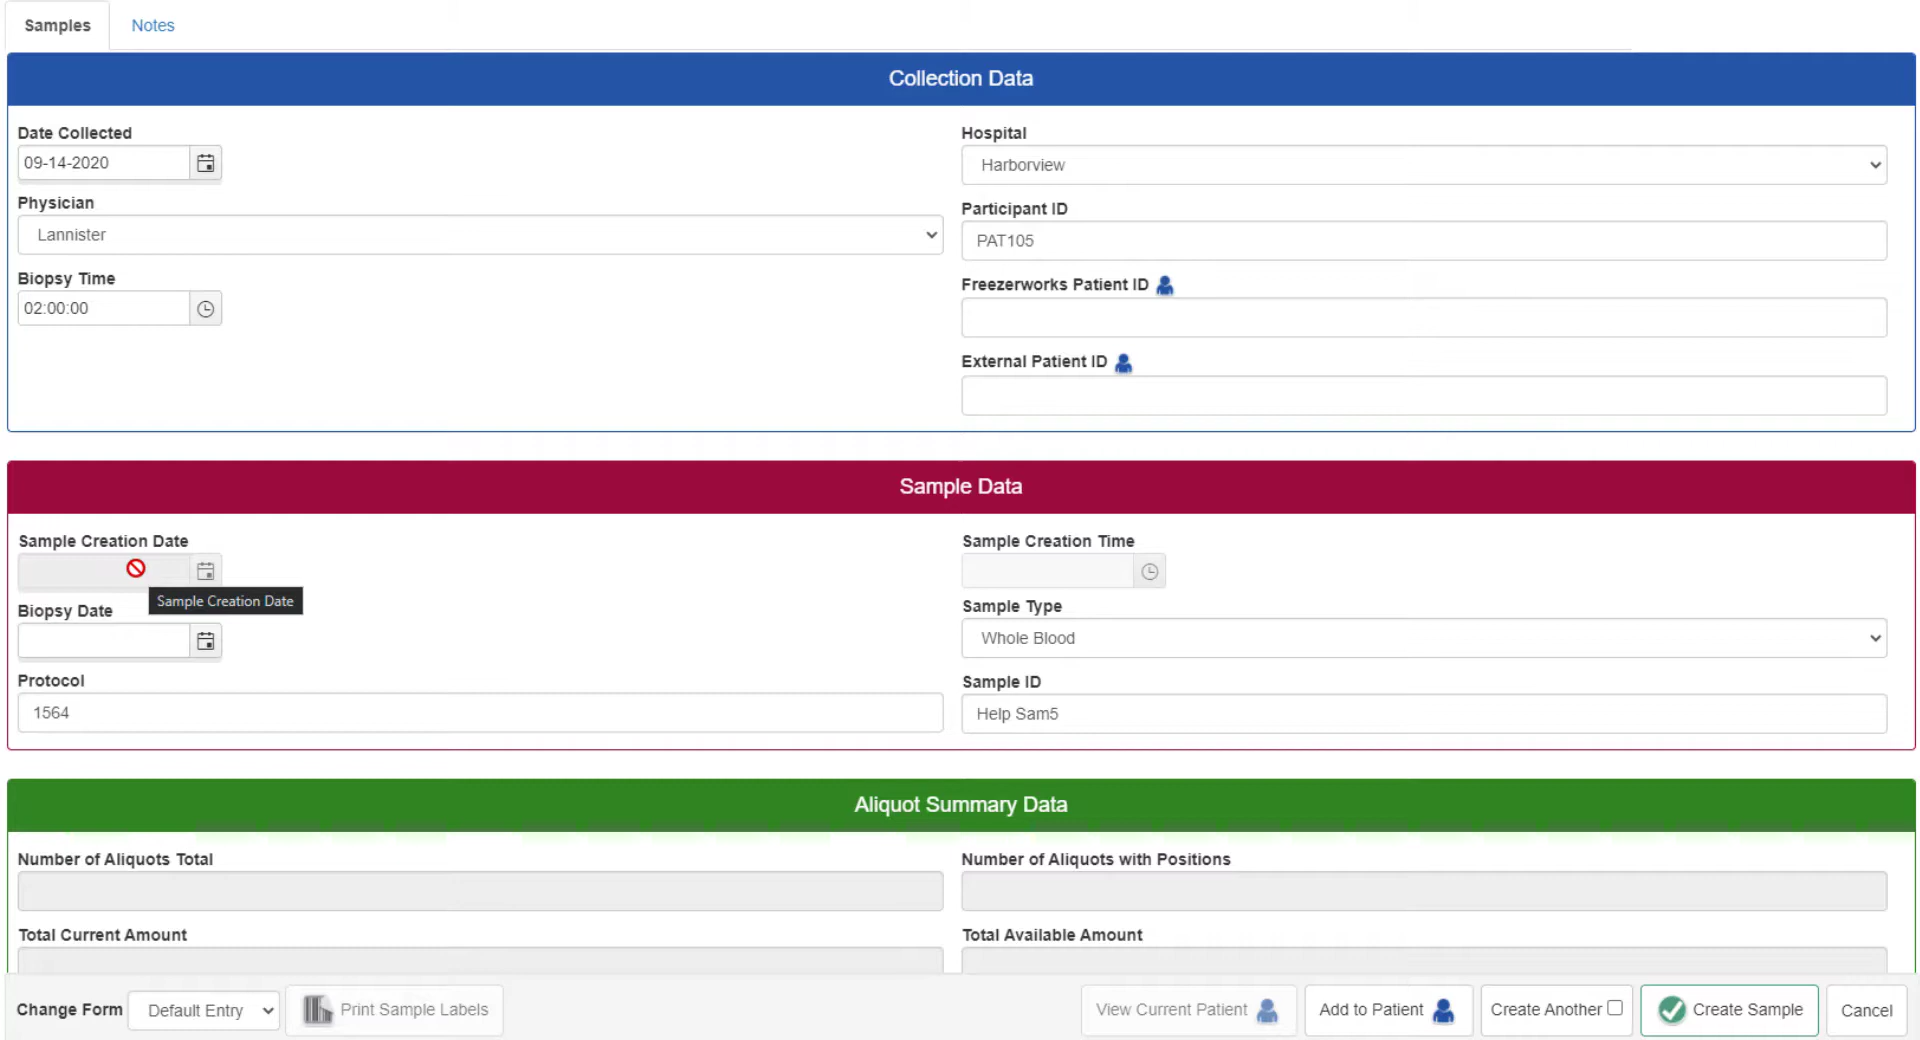 Samples
Notes
Collection Data
Date Collected
09-14-2020
Physician
Lannister
Biopsy Time
02:00:00
Hospital
Harborview
Participant ID
PAT105
Freezerworks Patient ID
External Patient ID
Sample Data
Sample Creation Date
Sample Creation Date
Biopsy Date
Protocol
1564
Sample Creation Time
Sample Type
Whole Blood
Sample ID
Help Sam5
Aliquot Summary Data
Number of Aliquots Total
Number of Aliquots with Positions
Total Current Amount
Total Available Amount
Change Form
Default Entry
Print Sample Labels
View Current Patient
Add to Patient
Create Another
Create Sample
Cancel